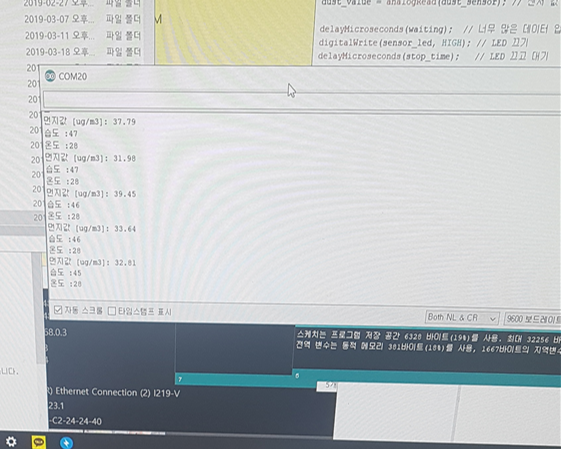 2019-02-27 오후... 파일 폴더
2019-03-07 오후... 파일 폴더
2019-03-11 오후... 파일 폴더
2019-03-18 오후... 파일 폴더
dust_value = analogRead(dust_sensor); // 센서 값
delayMicroseconds(waiting); // 너무 많은 데이터 입
digitalWrite(sensor_led, HIGH); // LED 끄기
delayMicroseconds(stop_time); // LED 끄고 대기
COM20
먼지값 [ug/m3]: 37.79
습도 :47
온도 :28
먼지값 [ug/m3]: 31.98
습도 :47
온도 :28
먼지값 [ug/m3]: 39.45
습도 :46
온도 :28
먼지값 [ug/m3]: 33.64
습도 :46
온도 :28
먼지값 [ug/m3]: 32.81
습도 :45
온도 :28
자동 스크롤 타임스탬프 표시
Both NL & CR
9600 보드레이트
58.0.3
스케치는 프로그램 저장 공간 6328 바이트(19%)를 사용. 최대 32256 바
전역 변수는 동적 메모리 381바이트(18%)를 사용, 1667바이트의 지역변수
니다.
7
6
) Ethernet Connection (2) I219-V
23.1
-C2-24-24-40